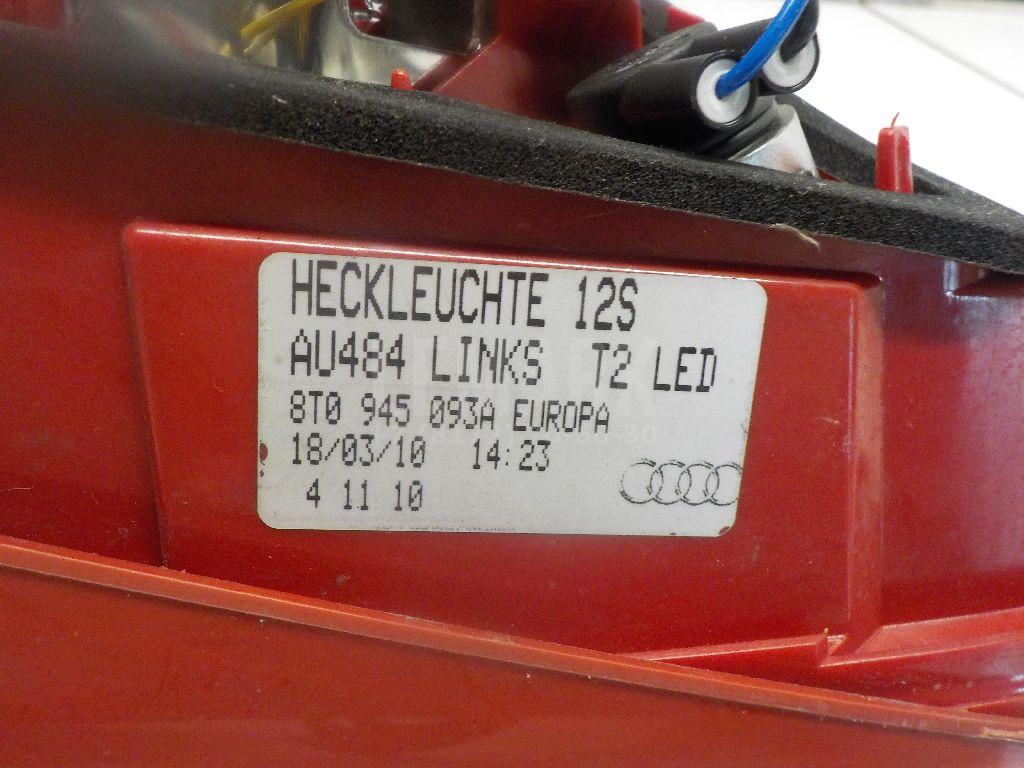 HECKLEUCHTE 12S
AU484 LINKS T2 LED
8T0 945 093A EUROPA
18/03/10 14:23
4 11 10